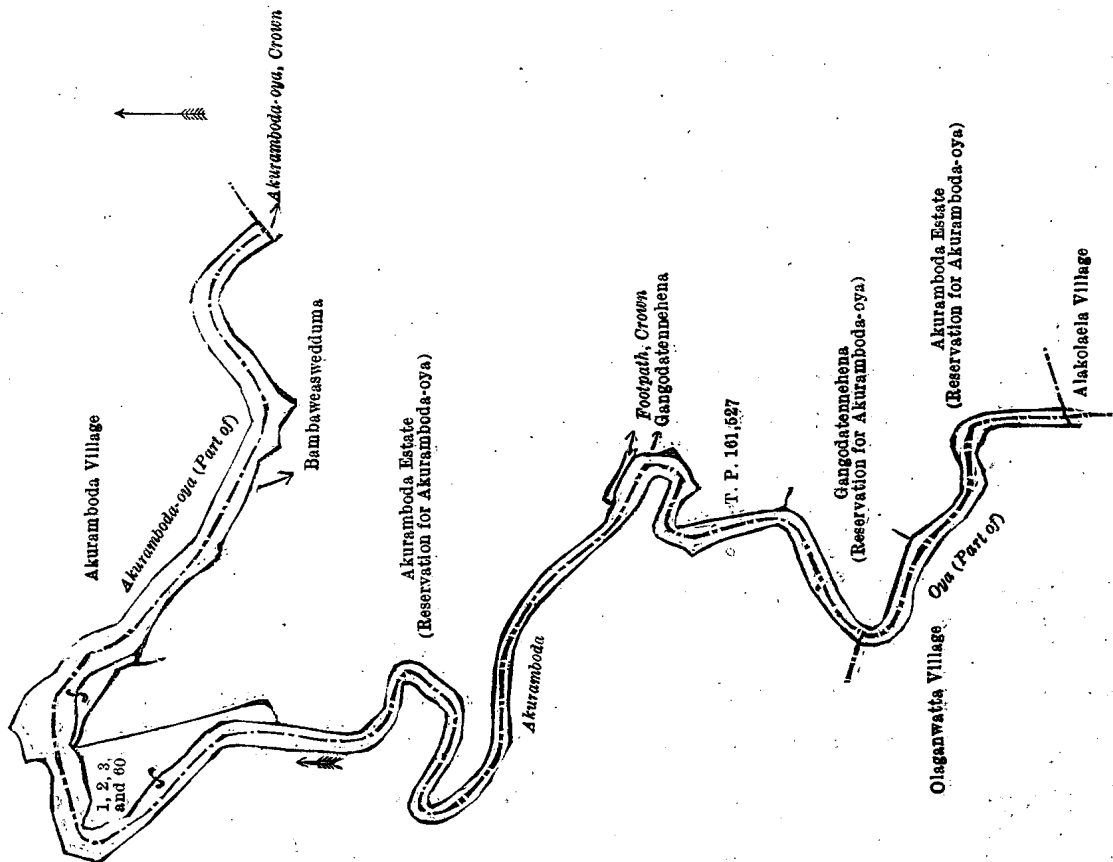 Akuramboda-oya, Crown
Akuramboda Village
Akuramboda-oya (Part of)
Bambaweaswedduma
1, 2, 3,
and 60
Akuramboda Estate
(Reservation for Akuramboda-oya)
Footpath, Crown
Gangodatennehena
Akuramboda
T. P. 161,527
Gangodatennehena
(Reservation for Akuramboda-oya)
Akuramboda Estate
(Reservation for Akuramboda-oya)
Oya (Part of)
Olaganwatta Village
Alakolaela Village